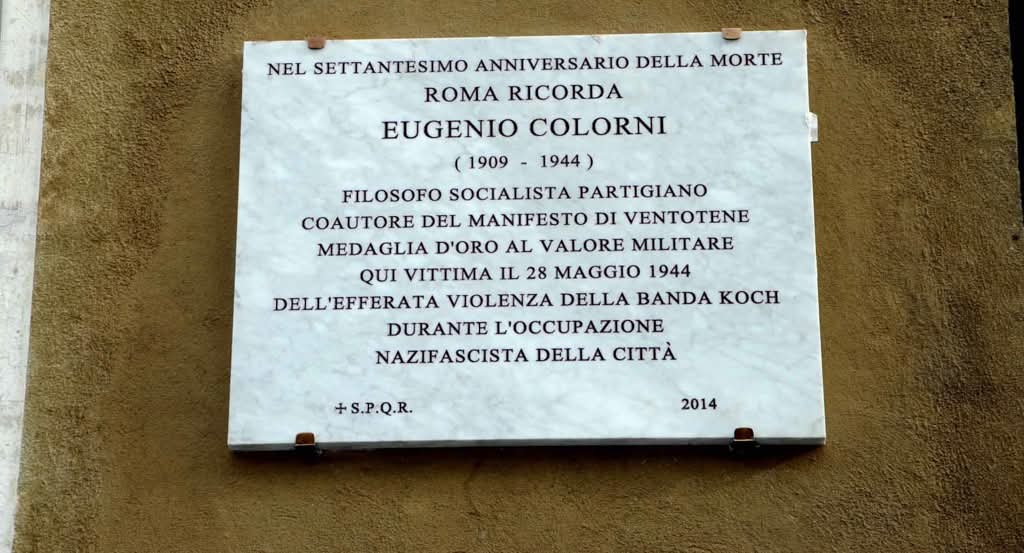 NEL SETTANTESIMO ANNIVERSARIO DELLA MORTE
ROMA RICORDA
EUGENIO COLORNI
( 1909 - 1944 )
FILOSOFO SOCIALISTA PARTIGIANO
COAUTORE DEL MANIFESTO DI VENTOTENE
MEDAGLIA D'ORO AL VALORE MILITARE
QUI VITTIMA IL 28 MAGGIO 1944
DELL'EFFERATA VIOLENZA DELLA BANDA KOCH
DURANTE L'OCCUPAZIONE
NAZIFASCISTA DELLA CITTÀ
☩ S.P.Q.R. 2014